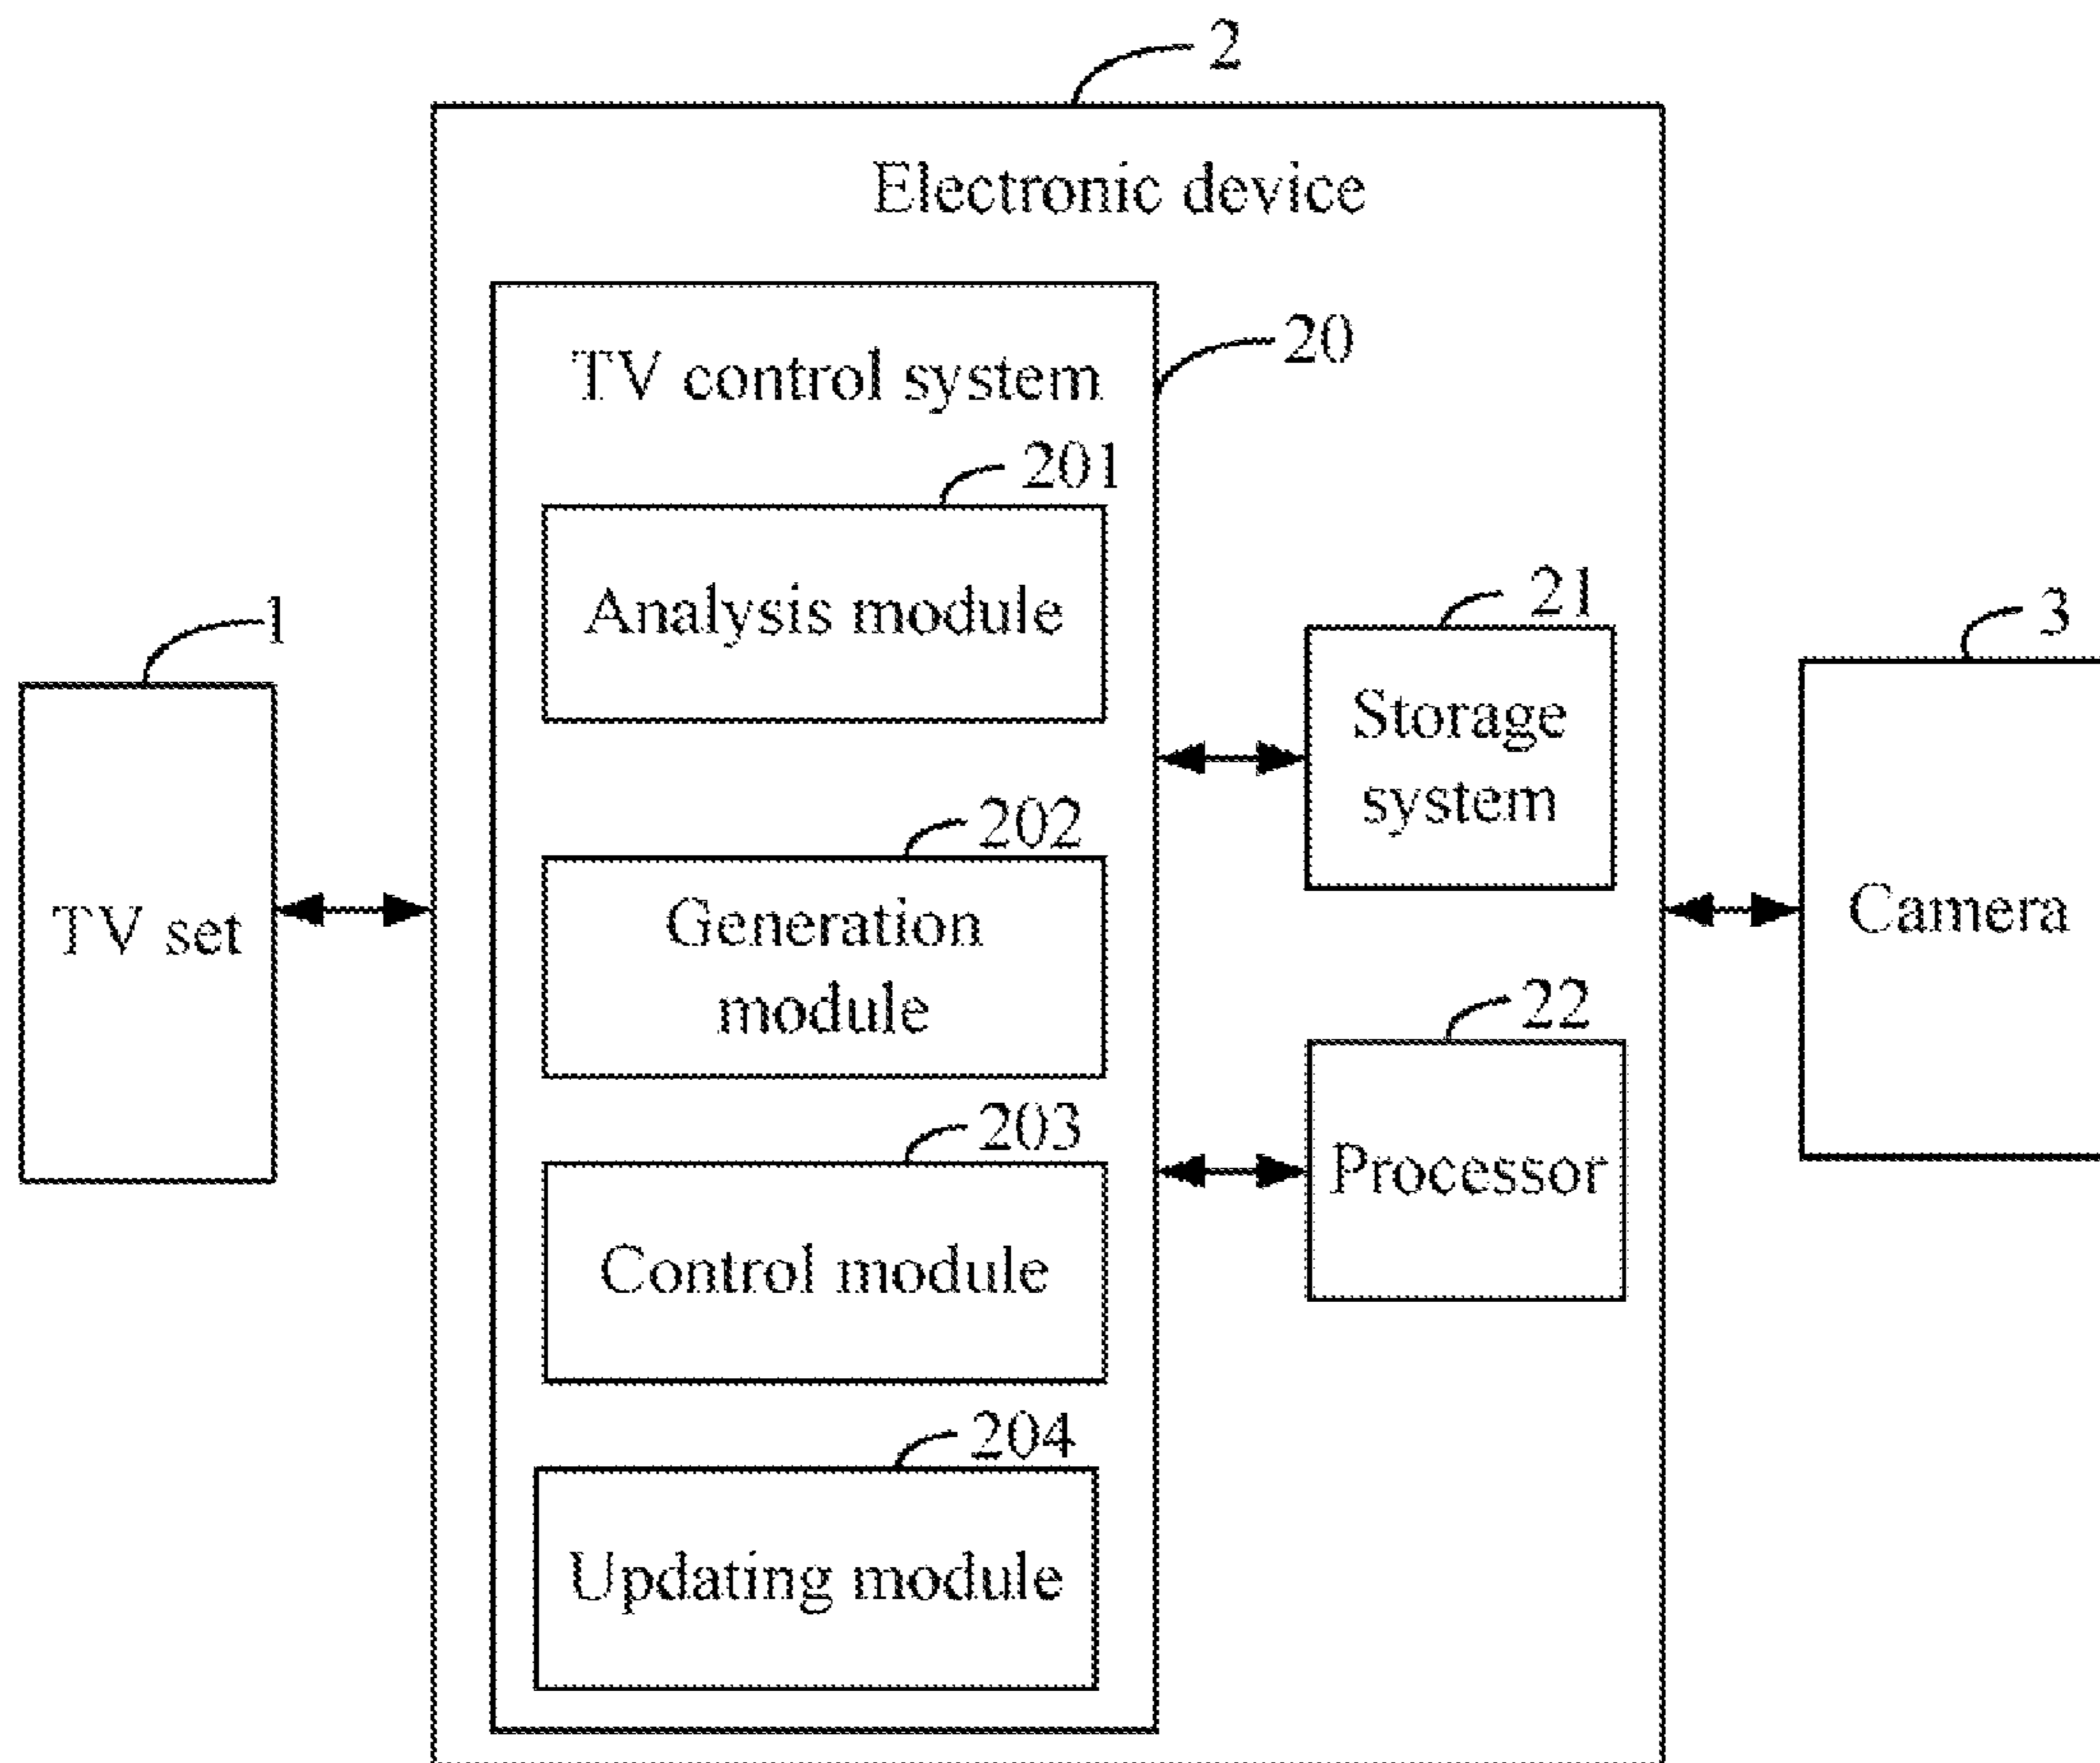 2
Electronic device
20
TV control system
201
Analysis module
21
Storage
system
1
TV set
3
Camera
202
Generation
module
22
Processor
203
Control module
204
Updating module